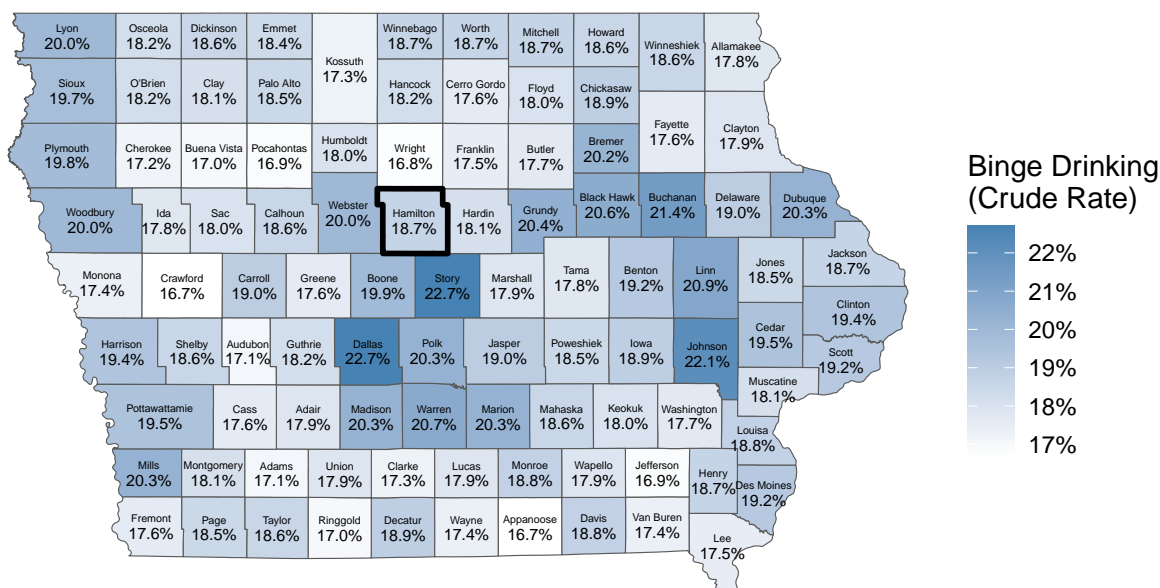 Lyon
20.0%
Osceola
18.2%
Dickinson
18.6%
Emmet
18.4%
Kossuth
17.3%
Winnebago
18.7%
Worth
18.7%
Mitchell
18.7%
Howard
18.6%
Winneshiek
18.6%
Allamakee
17.8%
Sioux
19.7%
O'Brien
18.2%
Clay
18.1%
Palo Alto
18.5%
Hancock
18.2%
Cerro Gordo
17.6%
Floyd
18.0%
Chickasaw
18.9%
Plymouth
19.8%
Cherokee
17.2%
Buena Vista
17.0%
Pocahontas
16.9%
Humboldt
18.0%
Wright
16.8%
Franklin
17.5%
Butler
17.7%
Bremer
20.2%
Fayette
17.6%
Clayton
17.9%
Woodbury
20.0%
Ida
17.8%
Sac
18.0%
Calhoun
18.6%
Webster
20.0%
Hamilton
18.7%
Hardin
18.1%
Grundy
20.4%
Black Hawk
20.6%
Buchanan
21.4%
Delaware
19.0%
Dubuque
20.3%
Monona
17.4%
Crawford
16.7%
Carroll
19.0%
Greene
17.6%
Boone
19.9%
Story
22.7%
Marshall
17.9%
Tama
17.8%
Benton
19.2%
Linn
20.9%
Jones
18.5%
Jackson
18.7%
Clinton
19.4%
Harrison
19.4%
Shelby
18.6%
Audubon
17.1%
Guthrie
18.2%
Dallas
22.7%
Polk
20.3%
Jasper
19.0%
Poweshiek
18.5%
Iowa
18.9%
Johnson
22.1%
Cedar
19.5%
Scott
19.2%
Muscatine
18.1%
Pottawattamie
19.5%
Cass
17.6%
Adair
17.9%
Madison
20.3%
Warren
20.7%
Marion
20.3%
Mahaska
18.6%
Keokuk
18.0%
Washington
17.7%
Louisa
18.8%
Mills
20.3%
Montgomery
18.1%
Adams
17.1%
Union
17.9%
Clarke
17.3%
Lucas
17.9%
Monroe
18.8%
Wapello
17.9%
Jefferson
16.9%
Henry
18.7%
Des Moines
19.2%
Fremont
17.6%
Page
18.5%
Taylor
18.6%
Ringgold
17.0%
Decatur
18.9%
Wayne
17.4%
Appanoose
16.7%
Davis
18.8%
Van Buren
17.4%
Lee
17.5%
Binge Drinking
(Crude Rate)
22%
21%
20%
19%
18%
17%